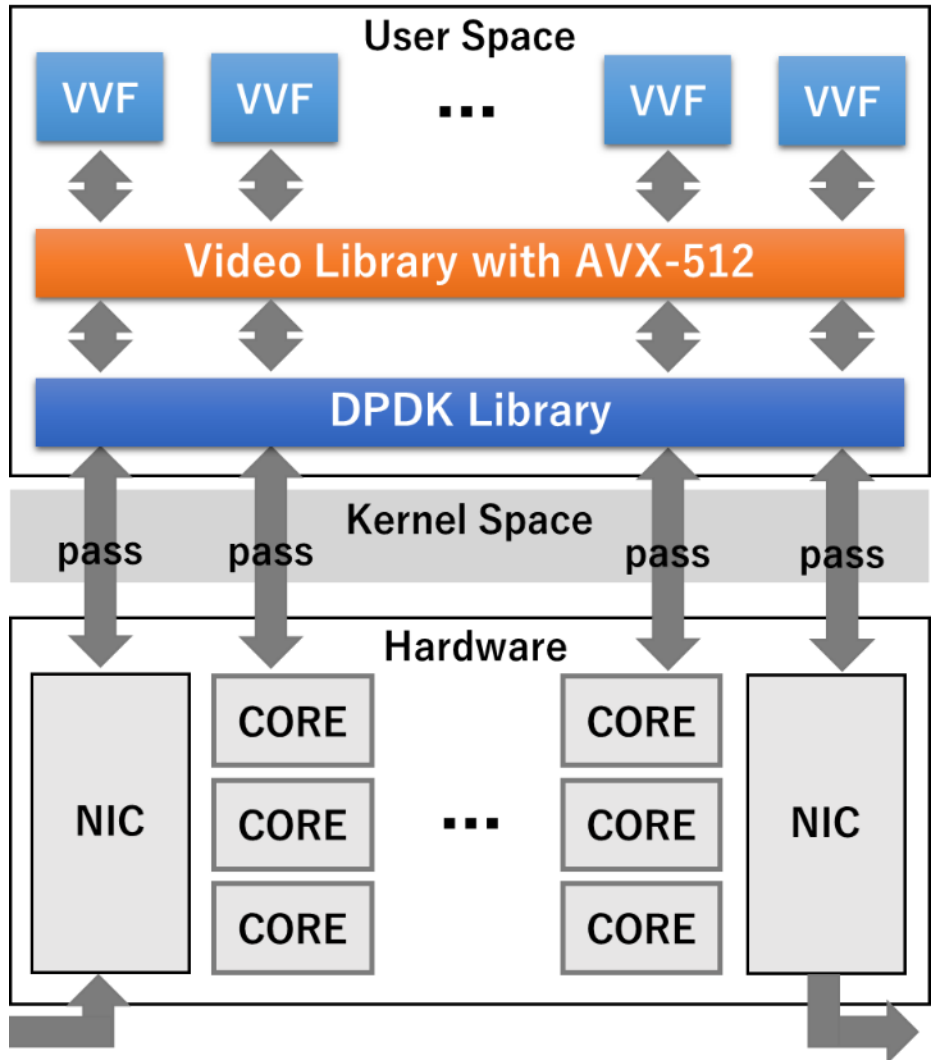 User Space
VVF VVF ... VVF VVF
Video Library with AVX-512
DPDK Library
Kernel Space
pass pass pass pass
Hardware
NIC CORE CORE NIC
CORE ... CORE
CORE CORE